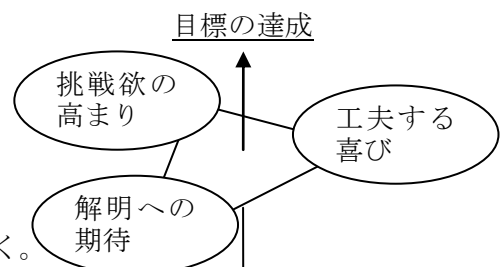 目標の達成
挑戦欲の
高まり
工夫する
喜び
解明への
期待
く。